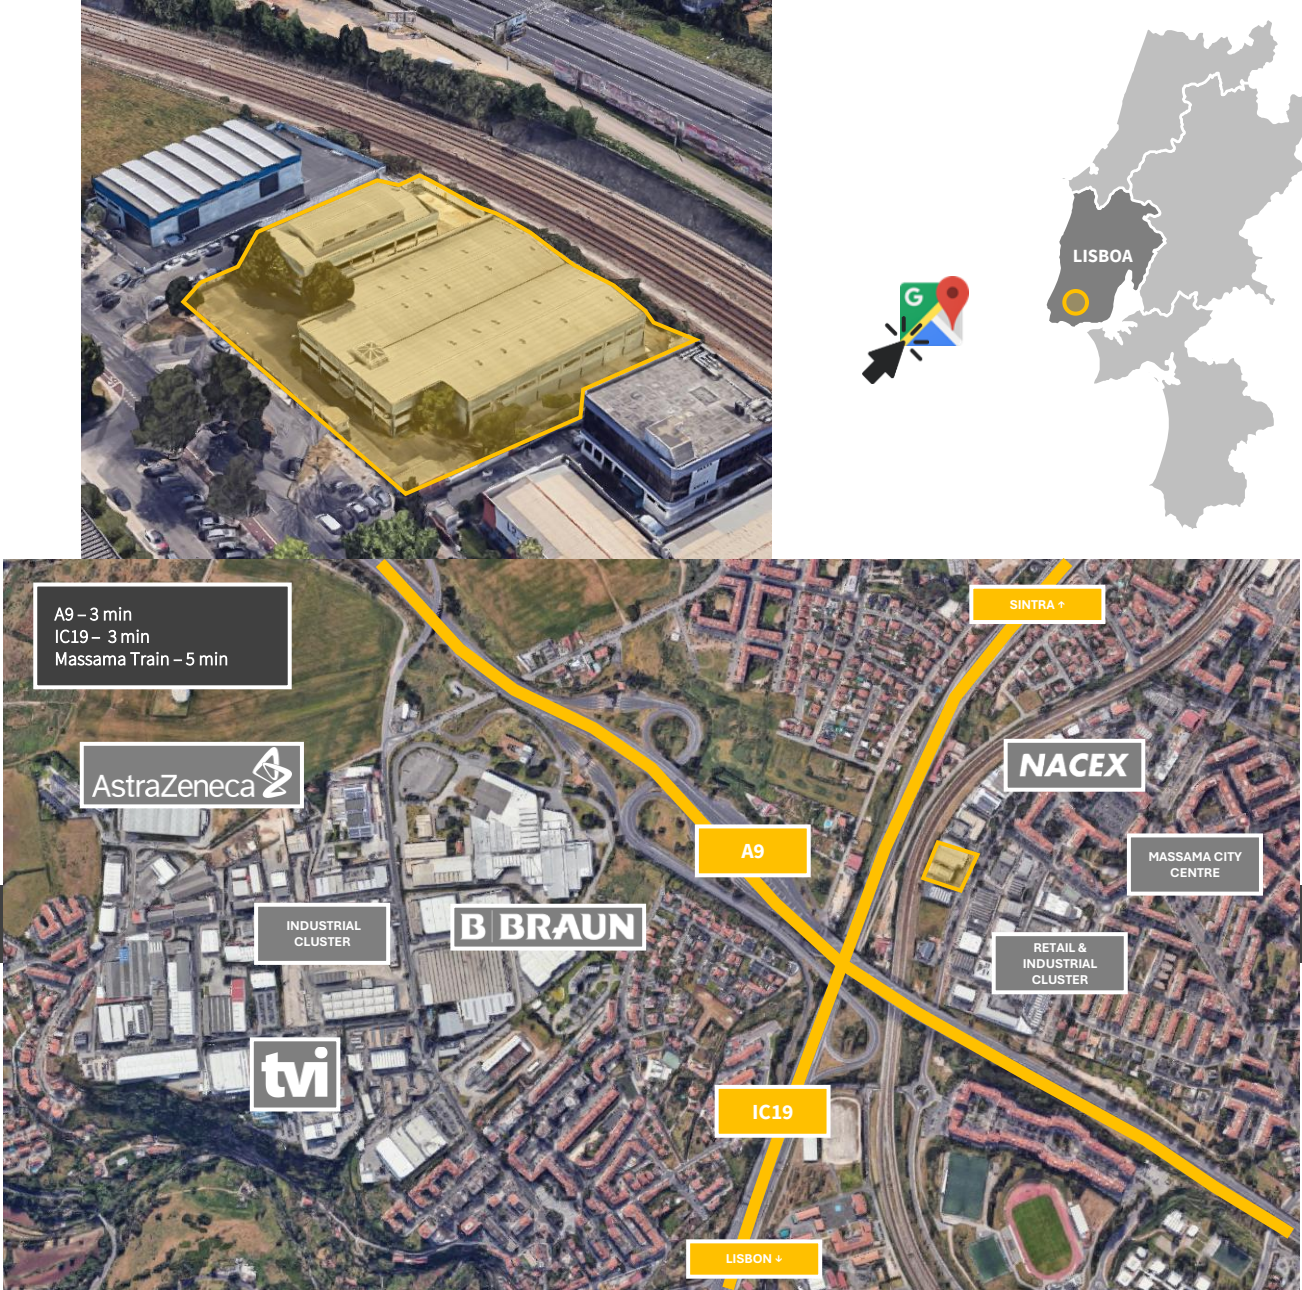 LISBOA
G
A9 – 3 min
IC19 – 3 min
Massama Train – 5 min
SINTRA ↑
AstraZeneca
NACEX
A9
MASSAMA CITY
CENTRE
INDUSTRIAL
CLUSTER
B BRAUN
RETAIL &
INDUSTRIAL
CLUSTER
tvi
IC19
LISBON ↓